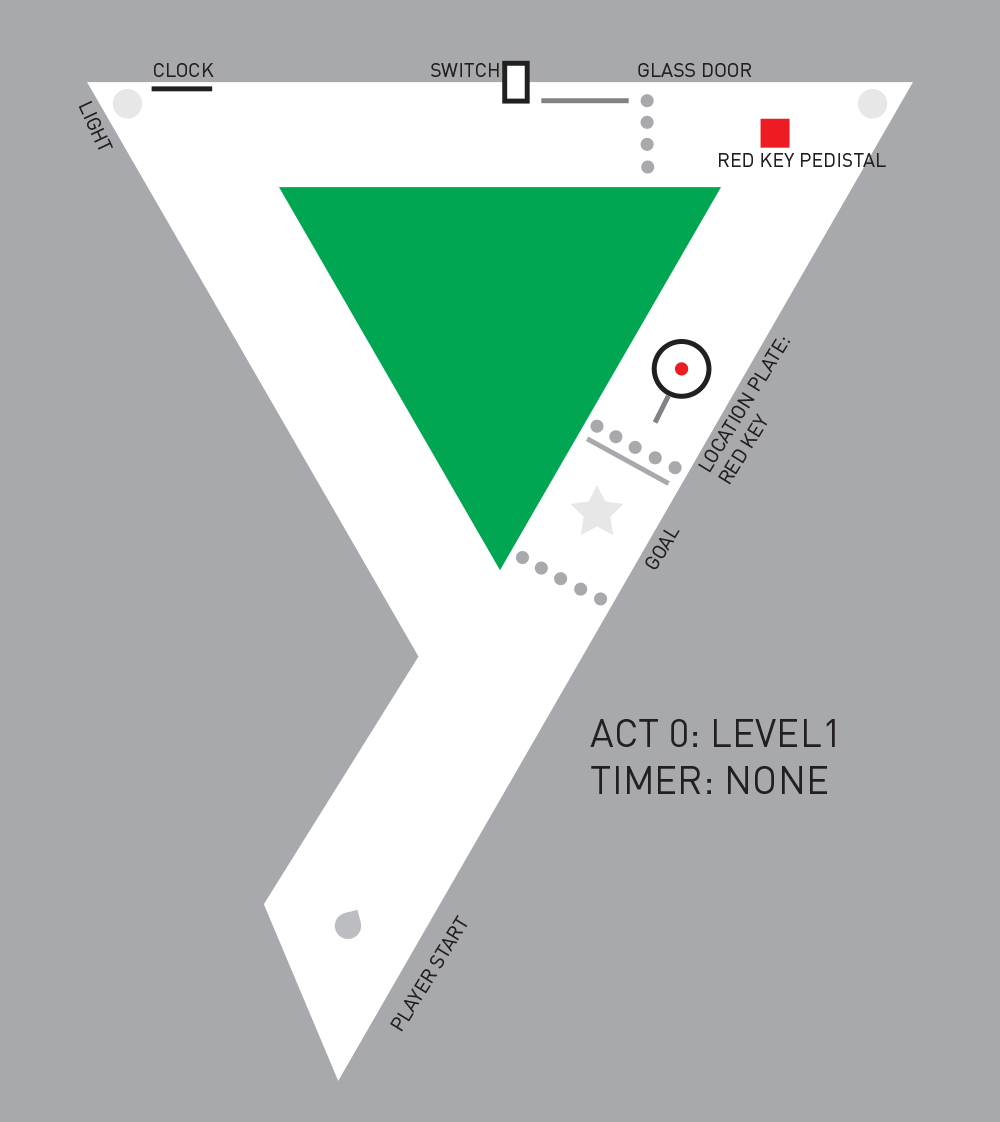 CLOCK
SWITCH
GLASS DOOR
LIGHT
RED KEY PEDISTAL
LOCATION PLATE:
RED KEY
GOAL
ACT 0: LEVEL1
TIMER: NONE
PLAYER START